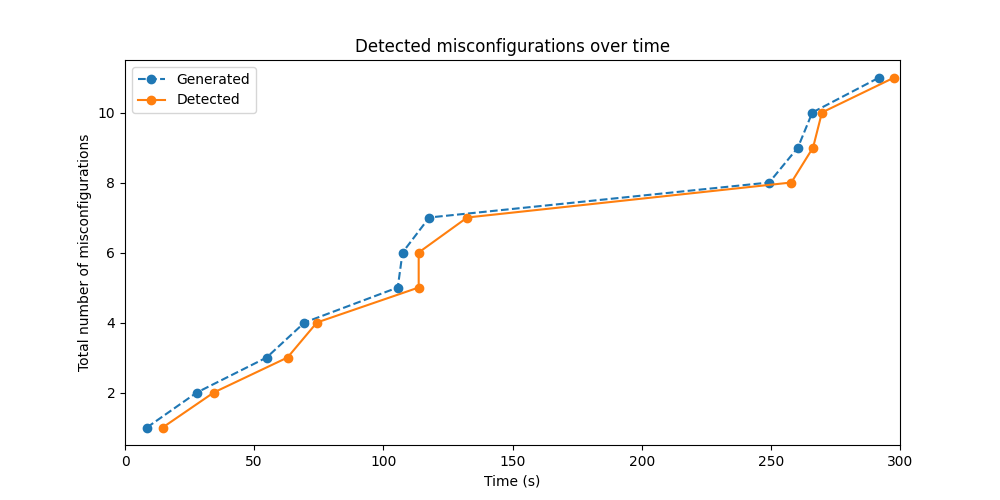 Detected misconfigurations over time
Generated
Detected
Total number of misconfigurations
10
8
6
4
2
0 50 100 150 200 250 300
Time (s)